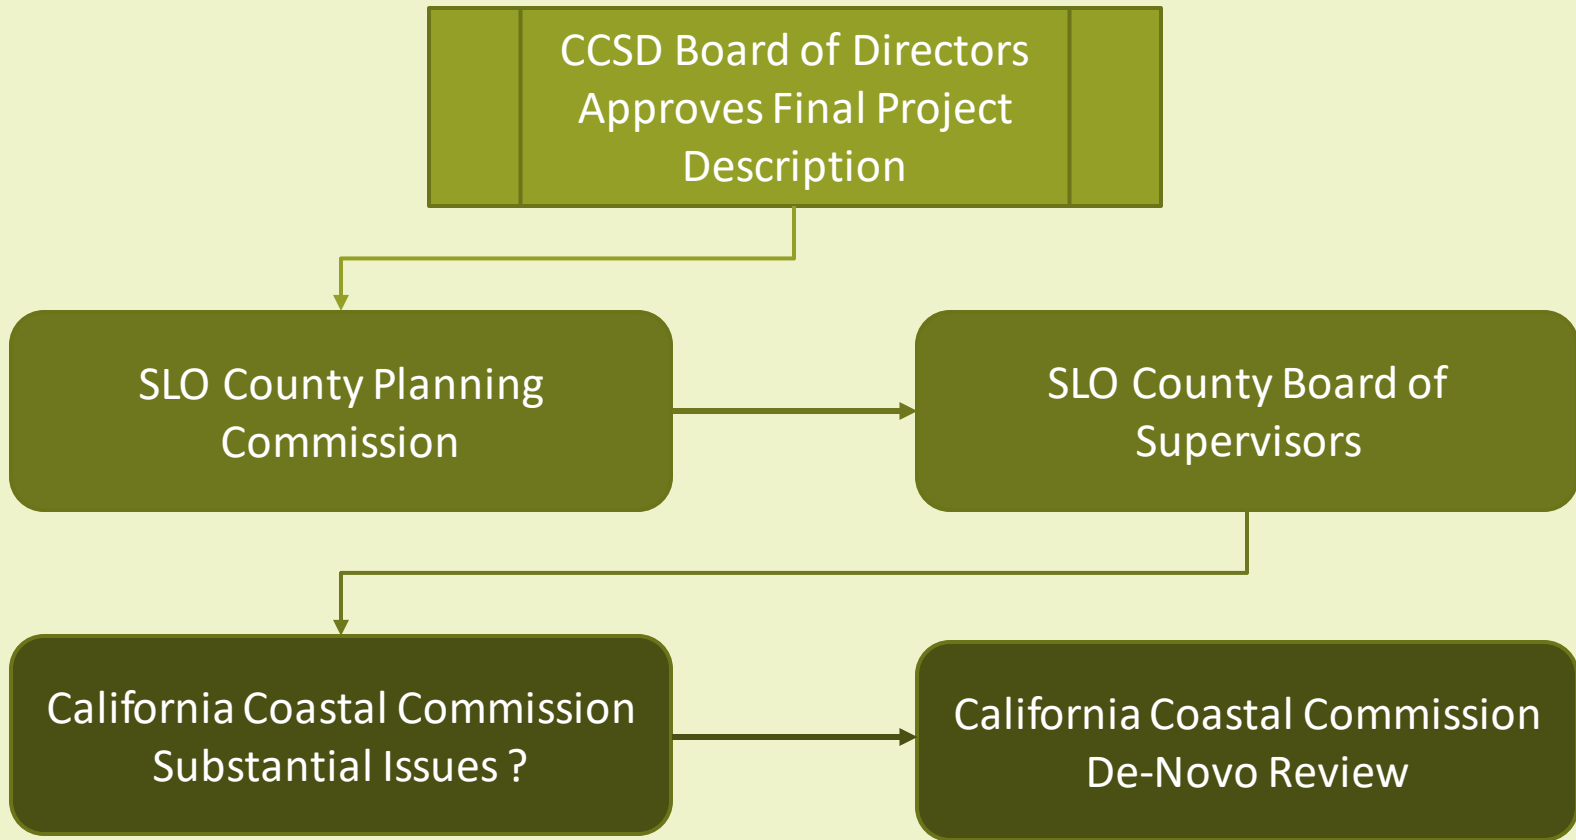 CCSD Board of Directors
Approves Final Project
Description
SLO County Planning
Commission
SLO County Board of
Supervisors
California Coastal Commission
Substantial Issues ?
California Coastal Commission
De-Novo Review